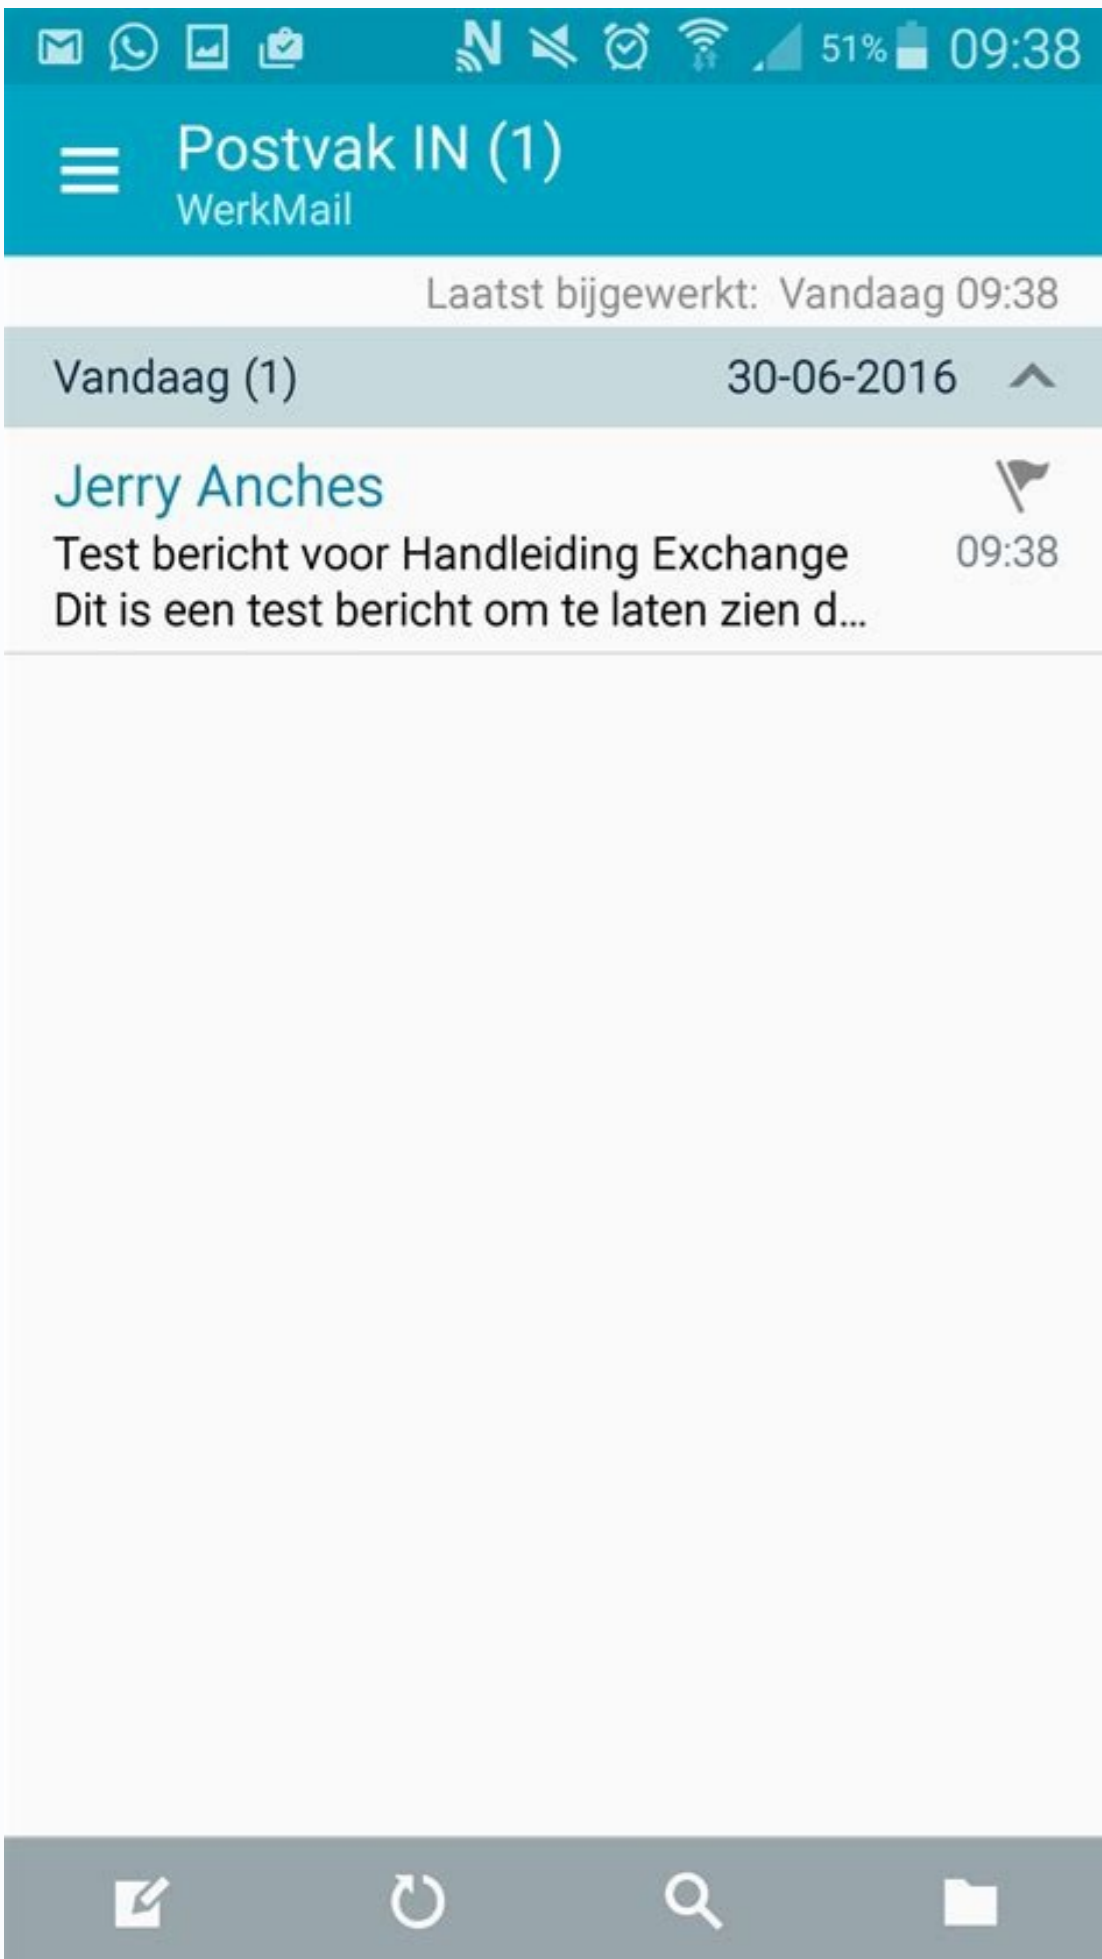 51% 09:38
Postvak IN (1)
WerkMail
Laatst bijgewerkt: Vandaag 09:38
Vandaag (1) 30-06-2016
Jerry Anches
Test bericht voor Handleiding Exchange 09:38
Dit is een test bericht om te laten zien d...